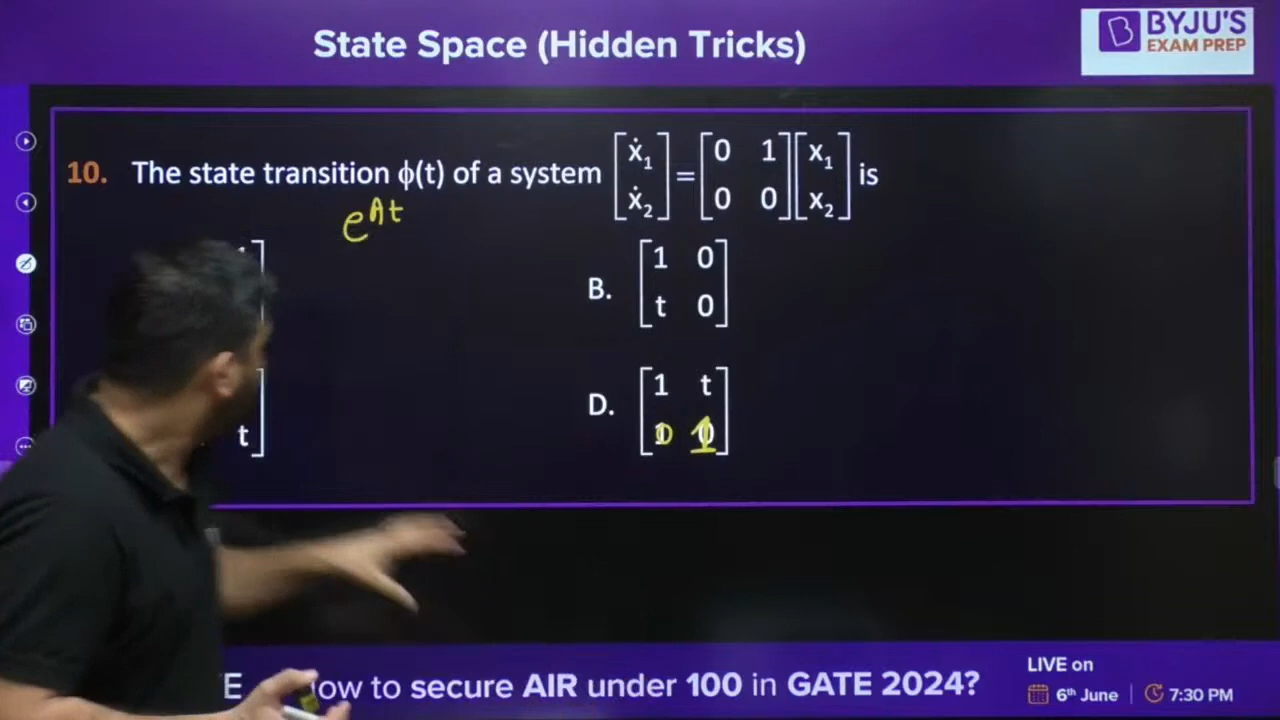 State Space (Hidden Tricks)
BYJU'S
EXAM PREP
10. The state transition ϕ(t) of a system [ẋ₁ ẋ₂] = [0 1 0 0] [x₁ x₂] is
e^At
B. [1 0
t 0]
D. [1 t
0 1]
t
ow to secure AIR under 100 in GATE 2024?
LIVE on
6th June | 7:30 PM